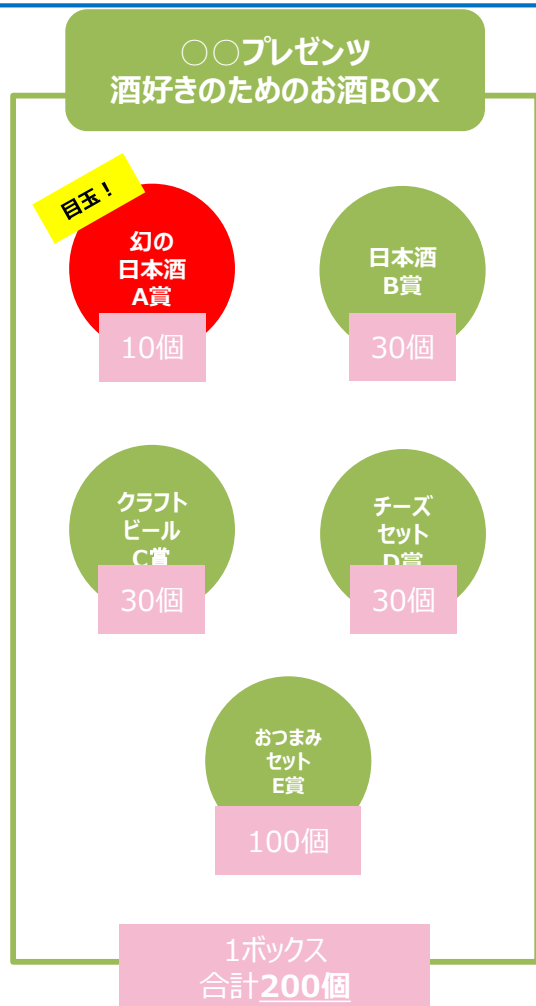 ○○プレゼンツ
酒好きのためのお酒BOX
目玉！
幻の
日本酒
A賞
10個
日本酒
B賞
30個
クラフト
ビール
C賞
30個
チーズ
セット
D賞
30個
おつまみ
セット
E賞
100個
1ボックス
合計200個